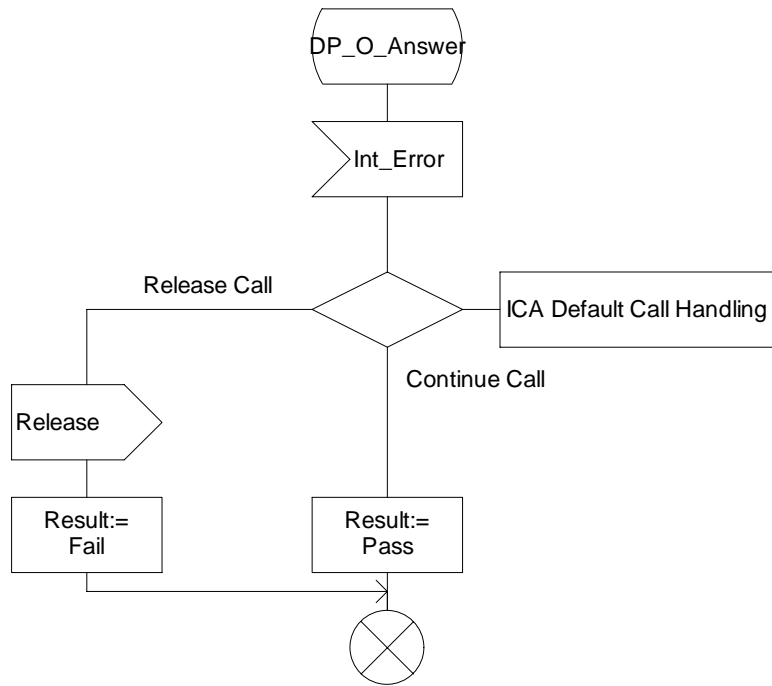 DP_O_Answer
Int_Error
Release Call
ICA Default Call Handling
Continue Call
Release
Result:=
Fail
Result:=
Pass